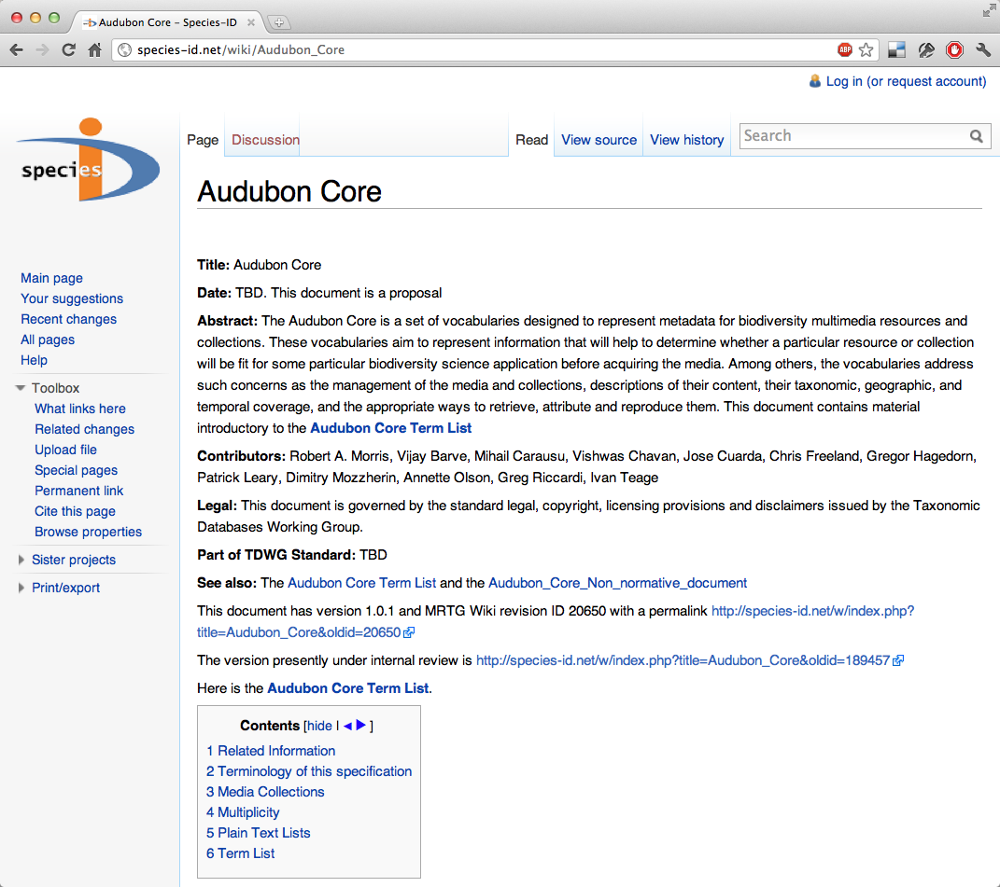 Audubon Core – Species-ID
species-id.net/wiki/Audubon_Core
ABP
Log in (or request account)
species
Page
Discussion
Read
View source
View history
Search
Main page
Your suggestions
Recent changes
All pages
Help
Toolbox
What links here
Related changes
Upload file
Special pages
Permanent link
Cite this page
Browse properties
Sister projects
Print/export
Audubon Core
Title: Audubon Core
Date: TBD. This document is a proposal
Abstract: The Audubon Core is a set of vocabularies designed to represent metadata for biodiversity multimedia resources and
collections. These vocabularies aim to represent information that will help to determine whether a particular resource or collection
will be fit for some particular biodiversity science application before acquiring the media. Among others, the vocabularies address
such concerns as the management of the media and collections, descriptions of their content, their taxonomic, geographic, and
temporal coverage, and the appropriate ways to retrieve, attribute and reproduce them. This document contains material
introductory to the Audubon Core Term List
Contributors: Robert A. Morris, Vijay Barve, Mihail Carausu, Vishwas Chavan, Jose Cuarda, Chris Freeland, Gregor Hagedorn,
Patrick Leary, Dimitry Mozzherin, Annette Olson, Greg Riccardi, Ivan Teage
Legal: This document is governed by the standard legal, copyright, licensing provisions and disclaimers issued by the Taxonomic
Databases Working Group.
Part of TDWG Standard: TBD
See also: The Audubon Core Term List and the Audubon_Core_Non_normative_document
This document has version 1.0.1 and MRTG Wiki revision ID 20650 with a permalink http://species-id.net/w/index.php?
title=Audubon_Core&oldid=20650
The version presently under internal review is http://species-id.net/w/index.php?title=Audubon_Core&oldid=189457
Here is the Audubon Core Term List.
Contents [hide | ◄► ]
1 Related Information
2 Terminology of this specification
3 Media Collections
4 Multiplicity
5 Plain Text Lists
6 Term List